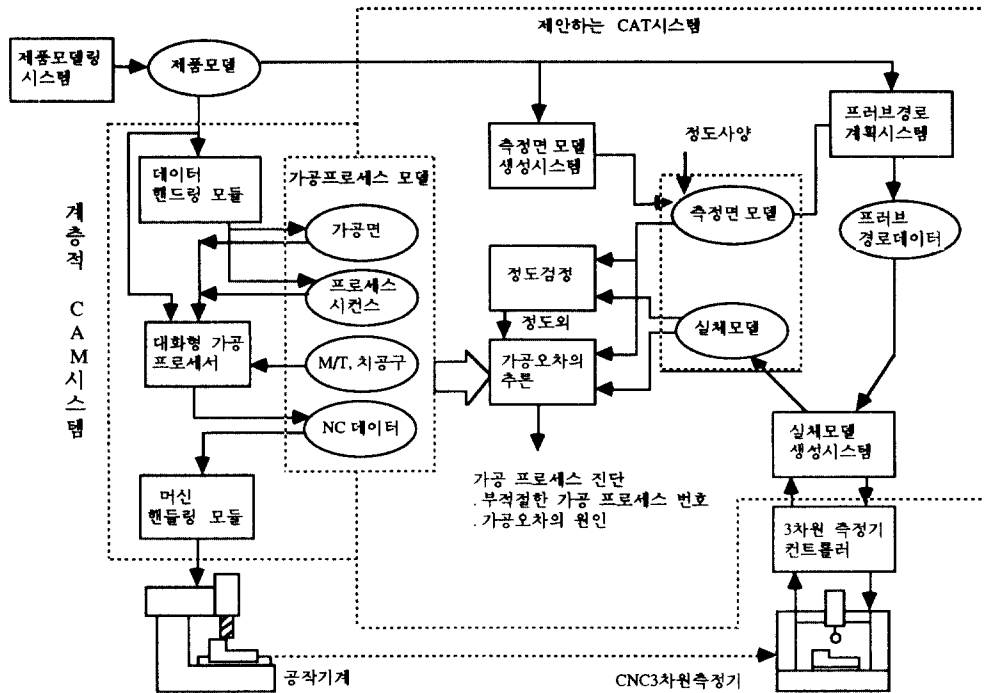 제안하는 CAT시스템
제품모델링
시스템
제품모델
프러브경로
계획시스템
측정면 모델
생성시스템
정도사양
데이터
핸드링 모듈
가공프로세스 모델
측정면 모델
프러브
경로데이터
가공면
계층적 CAM시스템
정도검정
프로세스
시컨스
정도외
실체모델
대화형 가공
프로세서
M/T, 치공구
가공오차의
추론
NC 데이터
실체모델
생성시스템
가공 프로세스 진단
. 부적절한 가공 프로세스 번호
. 가공오차의 원인
머신
핸들링 모듈
3차원 측정기
컨트롤러
공작기계
CNC3차원측정기